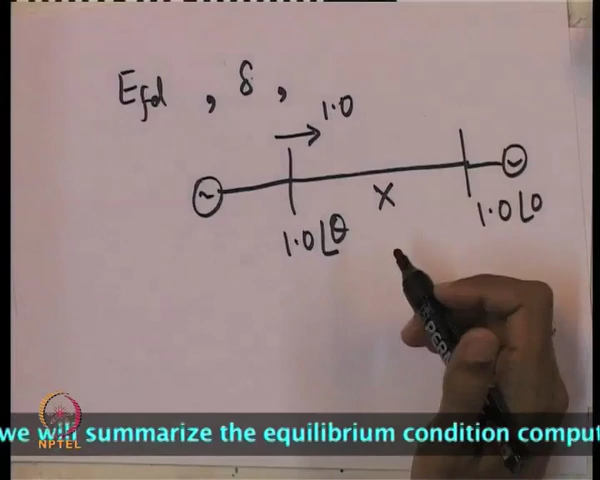 Efd , δ ,
1.0
X
1.0∠θ
1.0∠0
we will summarize the equilibrium condition comput
NPTEL